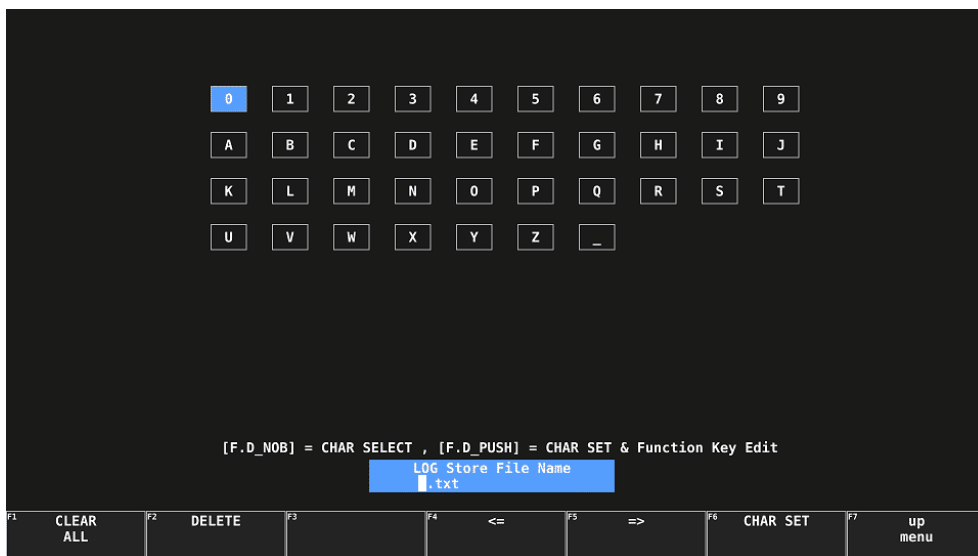 0 1 2 3 4 5 6 7 8 9
A B C D E F G H I J
K L M N O P Q R S T
U V W X Y Z _
[F.D_NOB] = CHAR SELECT , [F.D_PUSH] = CHAR SET & Function Key Edit
LOG Store File Name
.txt
F1 CLEAR ALL F2 DELETE F3 F4 <= F5 => F6 CHAR SET F7 up menu